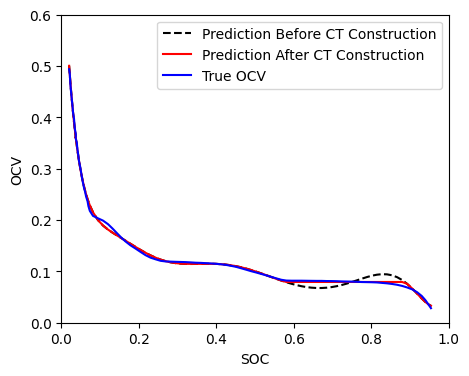 Prediction Before CT Construction
Prediction After CT Construction
True OCV
0.6
0.5
0.4
0.3
0.2
0.1
0.0
OCV
0.0 0.2 0.4 0.6 0.8 1.0
SOC